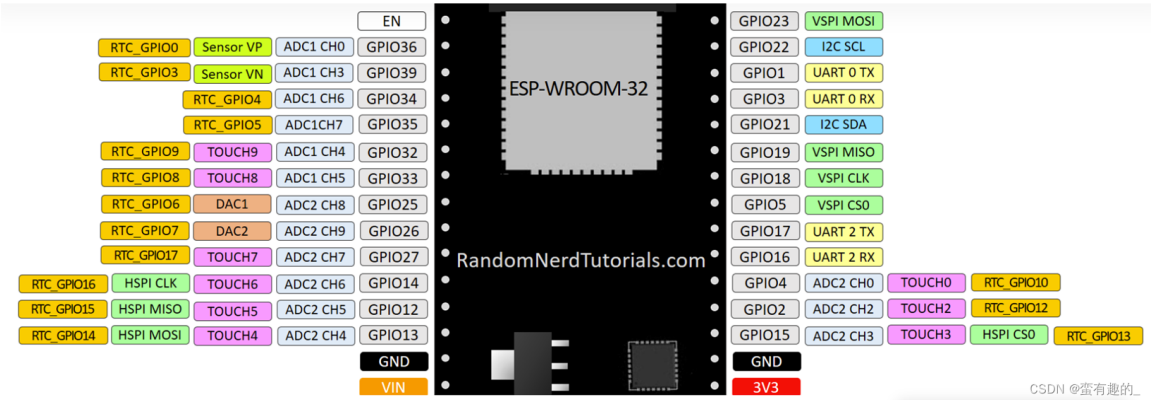 EN GPIO23 VSPI MOSI
RTC_GPIO0 Sensor VP ADC1 CH0 GPIO36 GPIO22 I2C SCL
RTC_GPIO3 Sensor VN ADC1 CH3 GPIO39 GPIO1 UART 0 TX
RTC_GPIO4 ADC1 CH6 GPIO34 ESP-WROOM-32 GPIO3 UART 0 RX
RTC_GPIO5 ADC1CH7 GPIO35 GPIO21 I2C SDA
RTC_GPIO9 TOUCH9 ADC1 CH4 GPIO32 GPIO19 VSPI MISO
RTC_GPIO8 TOUCH8 ADC1 CH5 GPIO33 GPIO18 VSPI CLK
RTC_GPIO6 DAC1 ADC2 CH8 GPIO25 GPIO5 VSPI CS0
RTC_GPIO7 DAC2 ADC2 CH9 GPIO26 GPIO17 UART 2 TX
RTC_GPIO17 TOUCH7 ADC2 CH7 GPIO27 RandomNerdTutorials.com GPIO16 UART 2 RX
RTC_GPIO16 HSPI CLK TOUCH6 ADC2 CH6 GPIO14 GPIO4 ADC2 CH0 TOUCH0 RTC_GPIO10
RTC_GPIO15 HSPI MISO TOUCH5 ADC2 CH5 GPIO12 GPIO2 ADC2 CH2 TOUCH2 RTC_GPIO12
RTC_GPIO14 HSPI MOSI TOUCH4 ADC2 CH4 GPIO13 GPIO15 ADC2 CH3 TOUCH3 HSPI CS0 RTC_GPIO13
GND GND
VIN 3V3
CSDN @蛮有趣的_